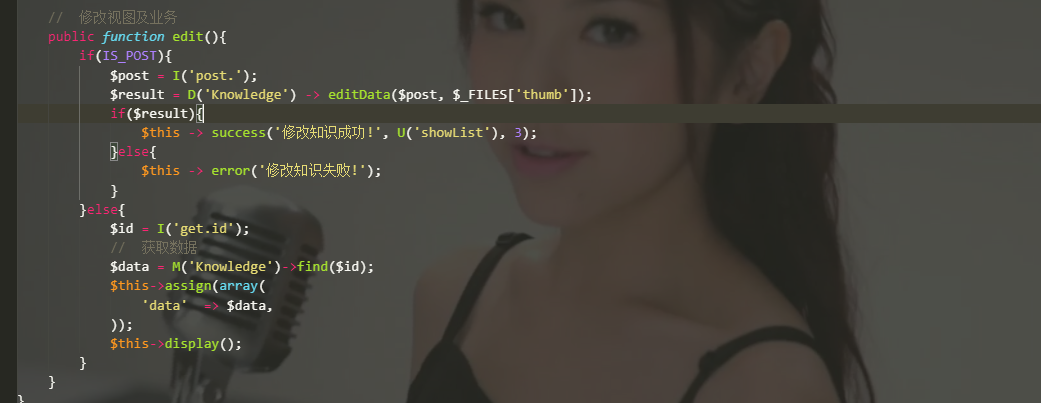 //  修改视图及业务
public function edit(){
if(IS_POST){
$post = I('post.');
$result = D('Knowledge') -> editData($post, $_FILES['thumb']);
if($result){
$this -> success('修改知识成功!', U('showList'), 3);
}else{
$this -> error('修改知识失败!');
}
}else{
$id = I('get.id');
//  获取数据
$data = M('Knowledge')->find($id);
$this->assign(array(
'data'  => $data,
));
$this->display();
}
}
}